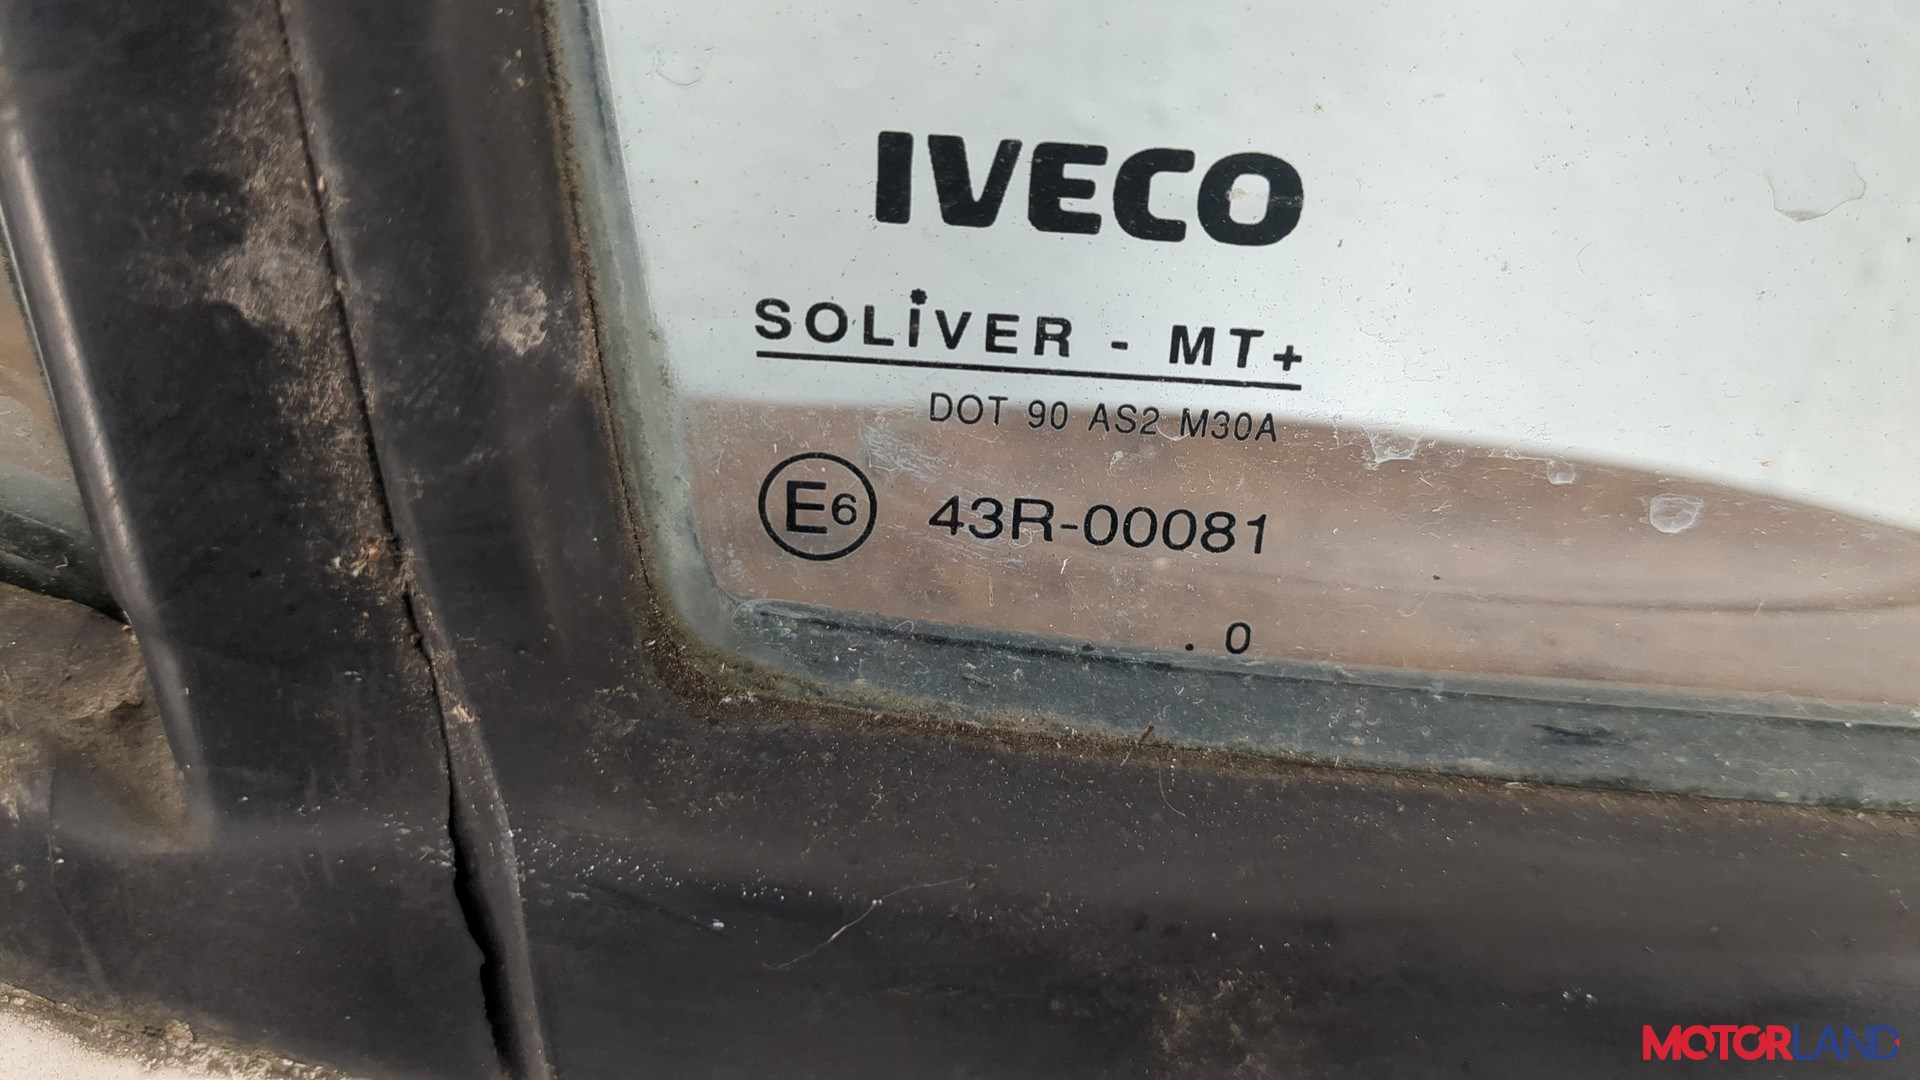 IVECO
SOLiVER - MT+
DOT 90 AS2 M30A
E6 43R-00081
. 0
MOTORLAND